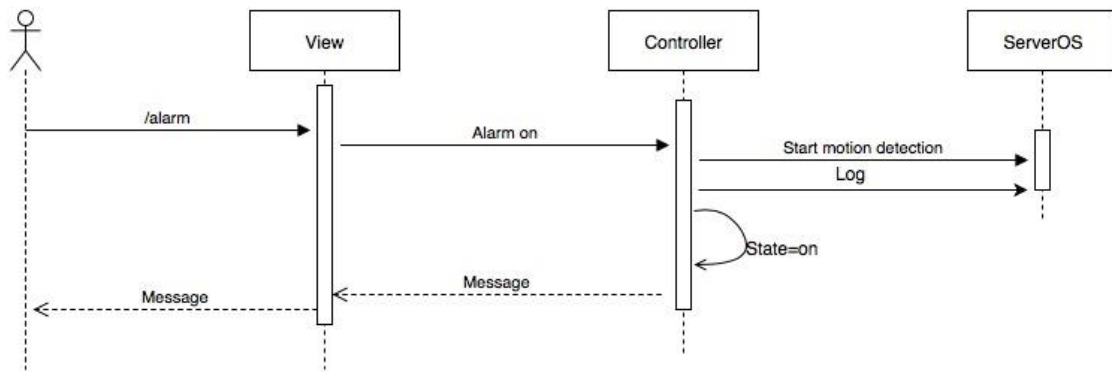 View
Controller
ServerOS
/alarm
Alarm on
Start motion detection
Log
State=on
Message
Message